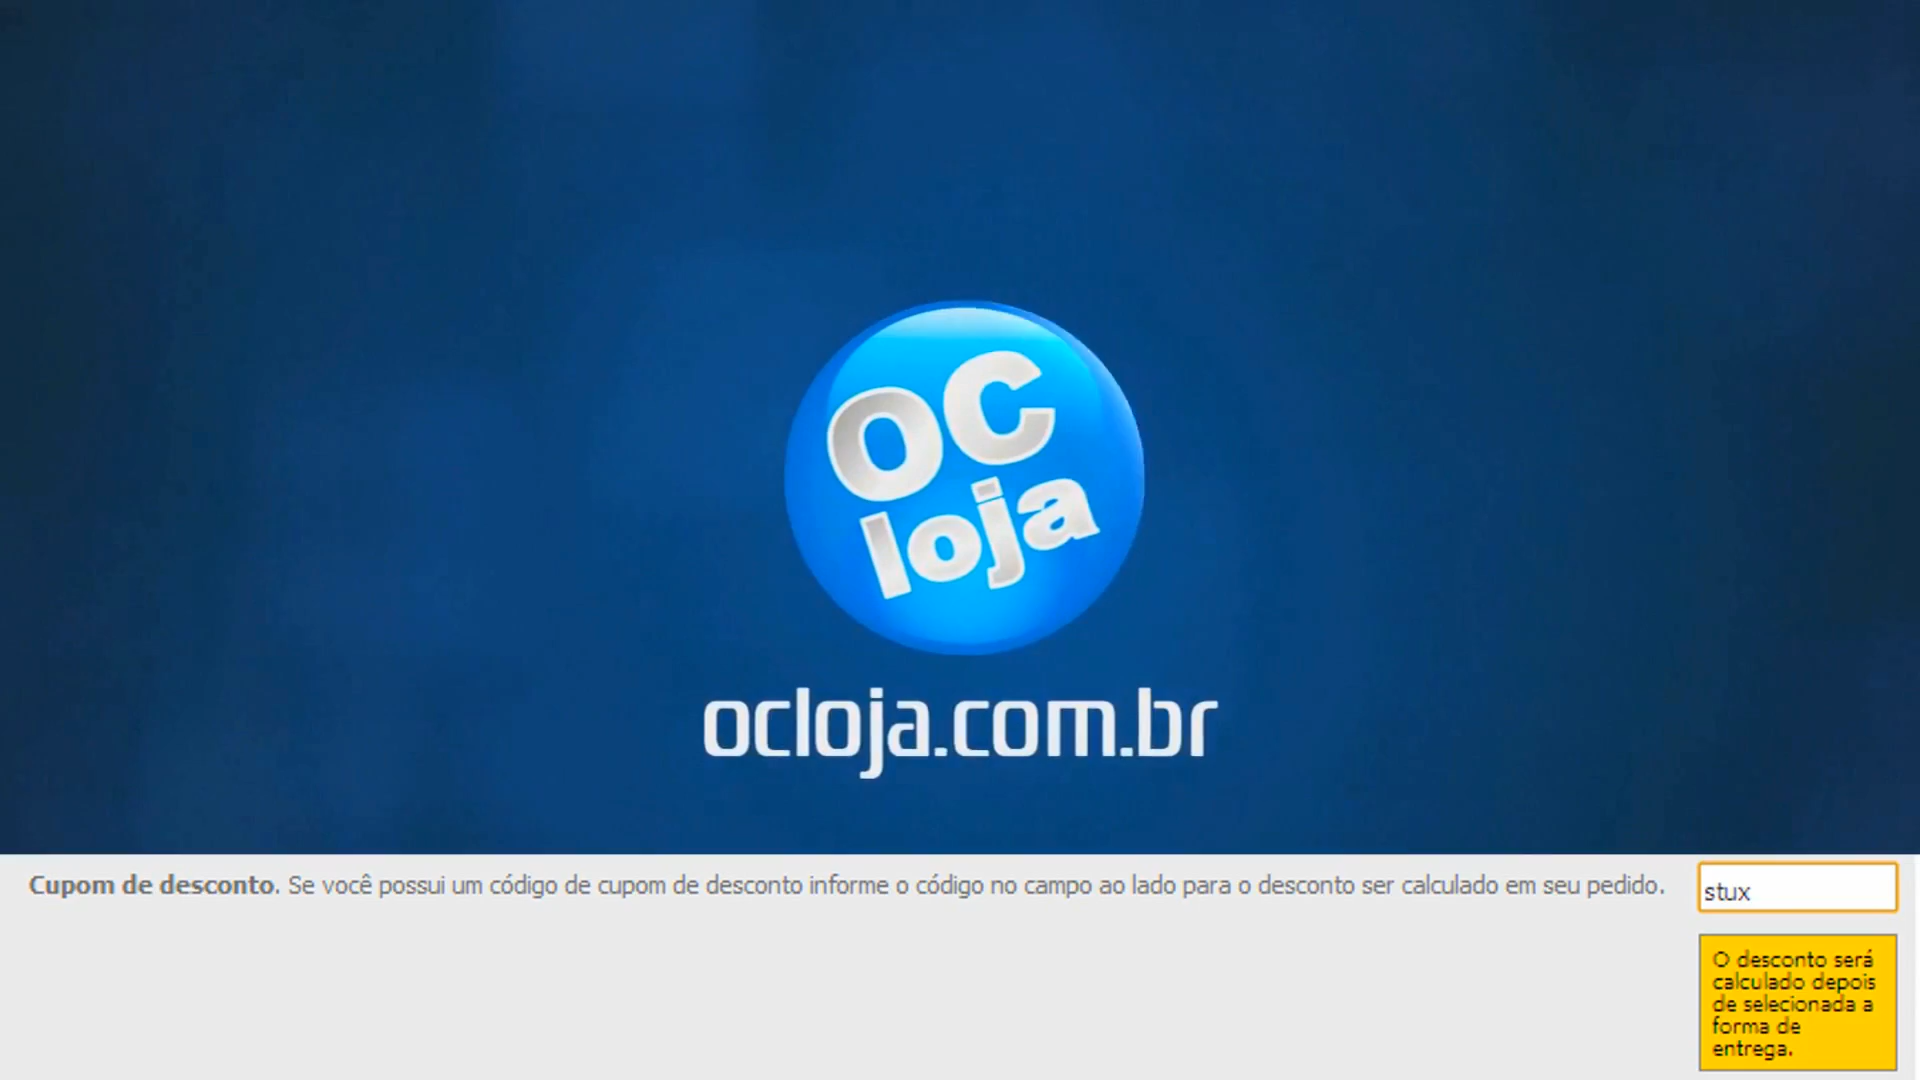 OC
loja
ocloja.com.br
Cupom de desconto. Se você possui um código de cupom de desconto informe o código no campo ao lado para o desconto ser calculado em seu pedido.
stux
O desconto será
calculado depois
de selecionada a
forma de
entrega.